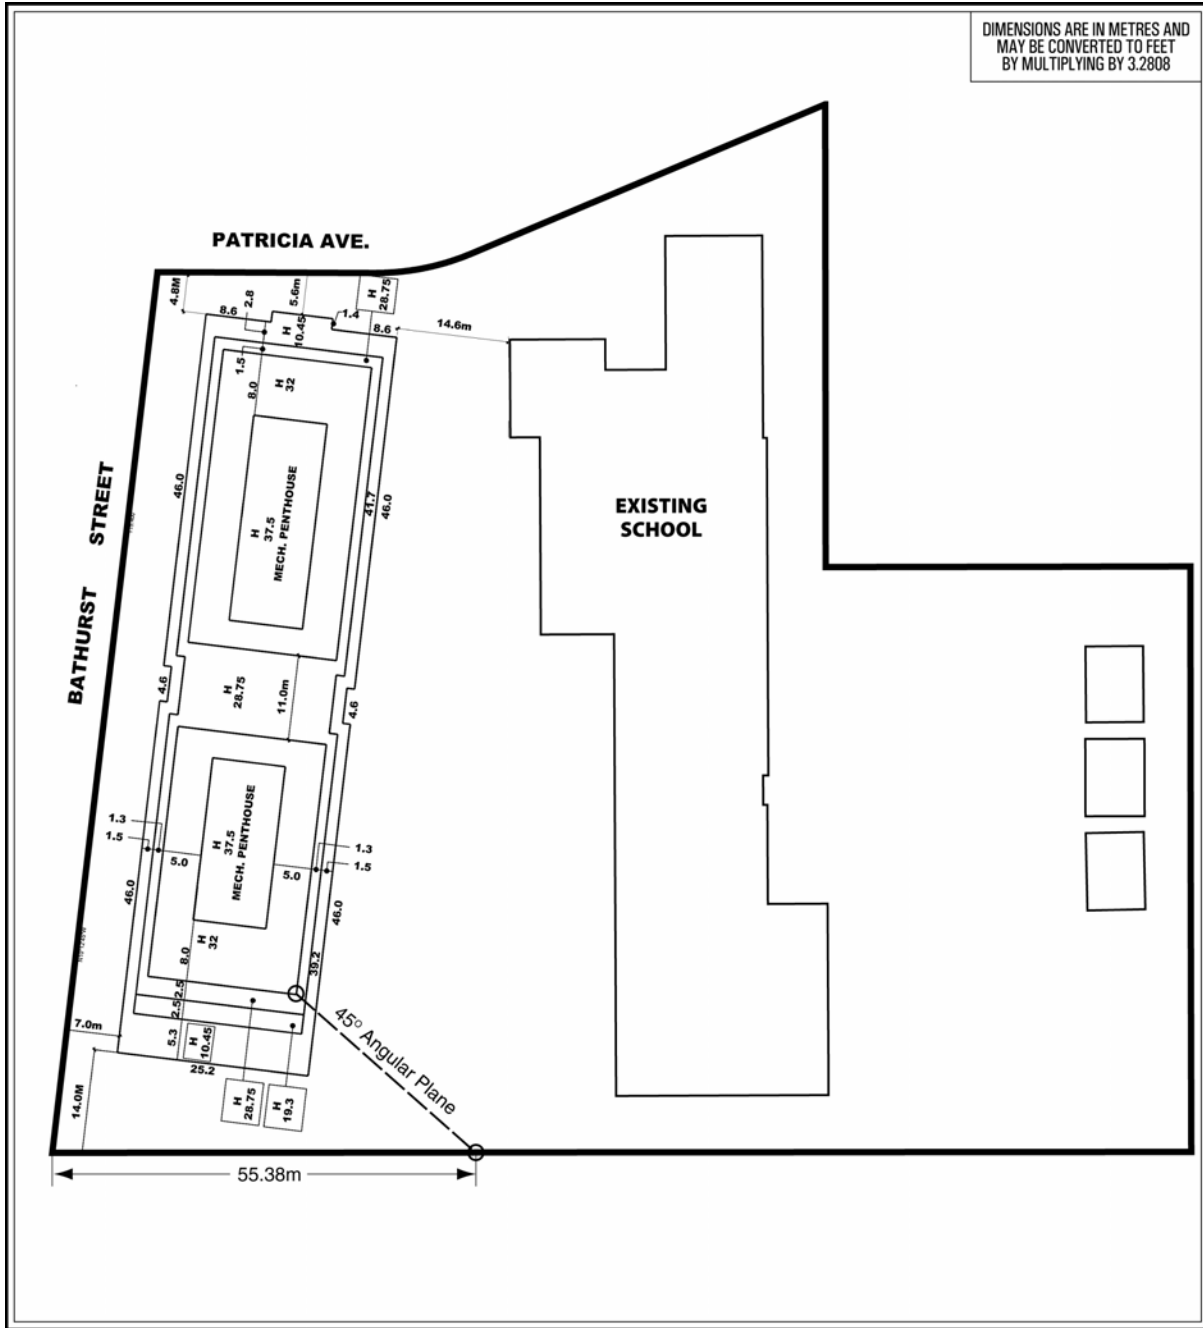 DIMENSIONS ARE IN METRES AND
MAY BE CONVERTED TO FEET
BY MULTIPLYING BY 3.2808
PATRICIA AVE.
4.8M
8.6
2.8
5.6m
H
28.75
1.4
H
10.45
8.6
14.6m
1.5
8.0
H
32
46.0
41.7
46.0
H
37.5
MECH. PENTHOUSE
EXISTING
SCHOOL
BATHURST STREET
4.6
H
28.75
11.0m
4.6
H
37.5
MECH. PENTHOUSE
1.3
1.5
5.0
5.0
1.3
1.5
46.0
46.0
H
32
8.0
39.2
2.5
2.5
5.3
H
10.45
7.0m
25.2
14.0M
H
28.75
H
19.3
45° Angular Plane
55.38m